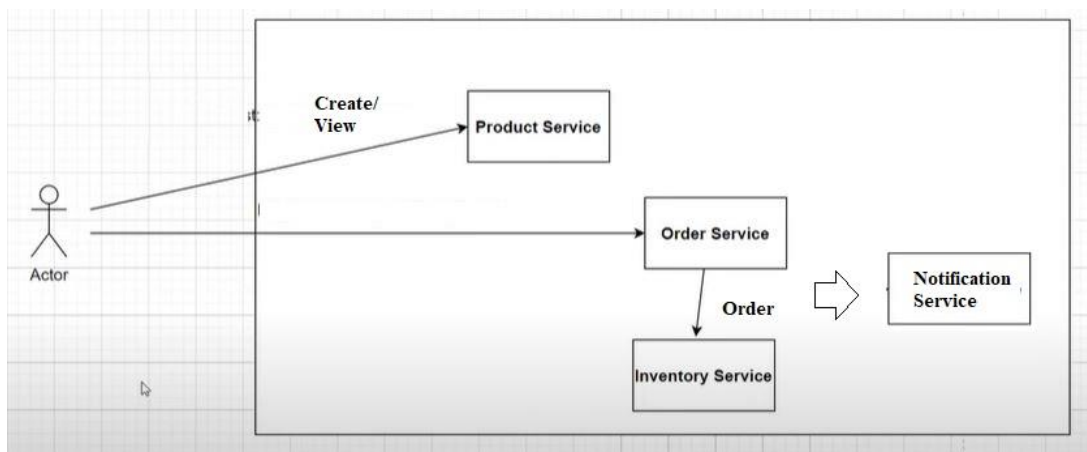 Create/
View
Product Service
Actor
Order Service
Order
Notification
Service
Inventory Service